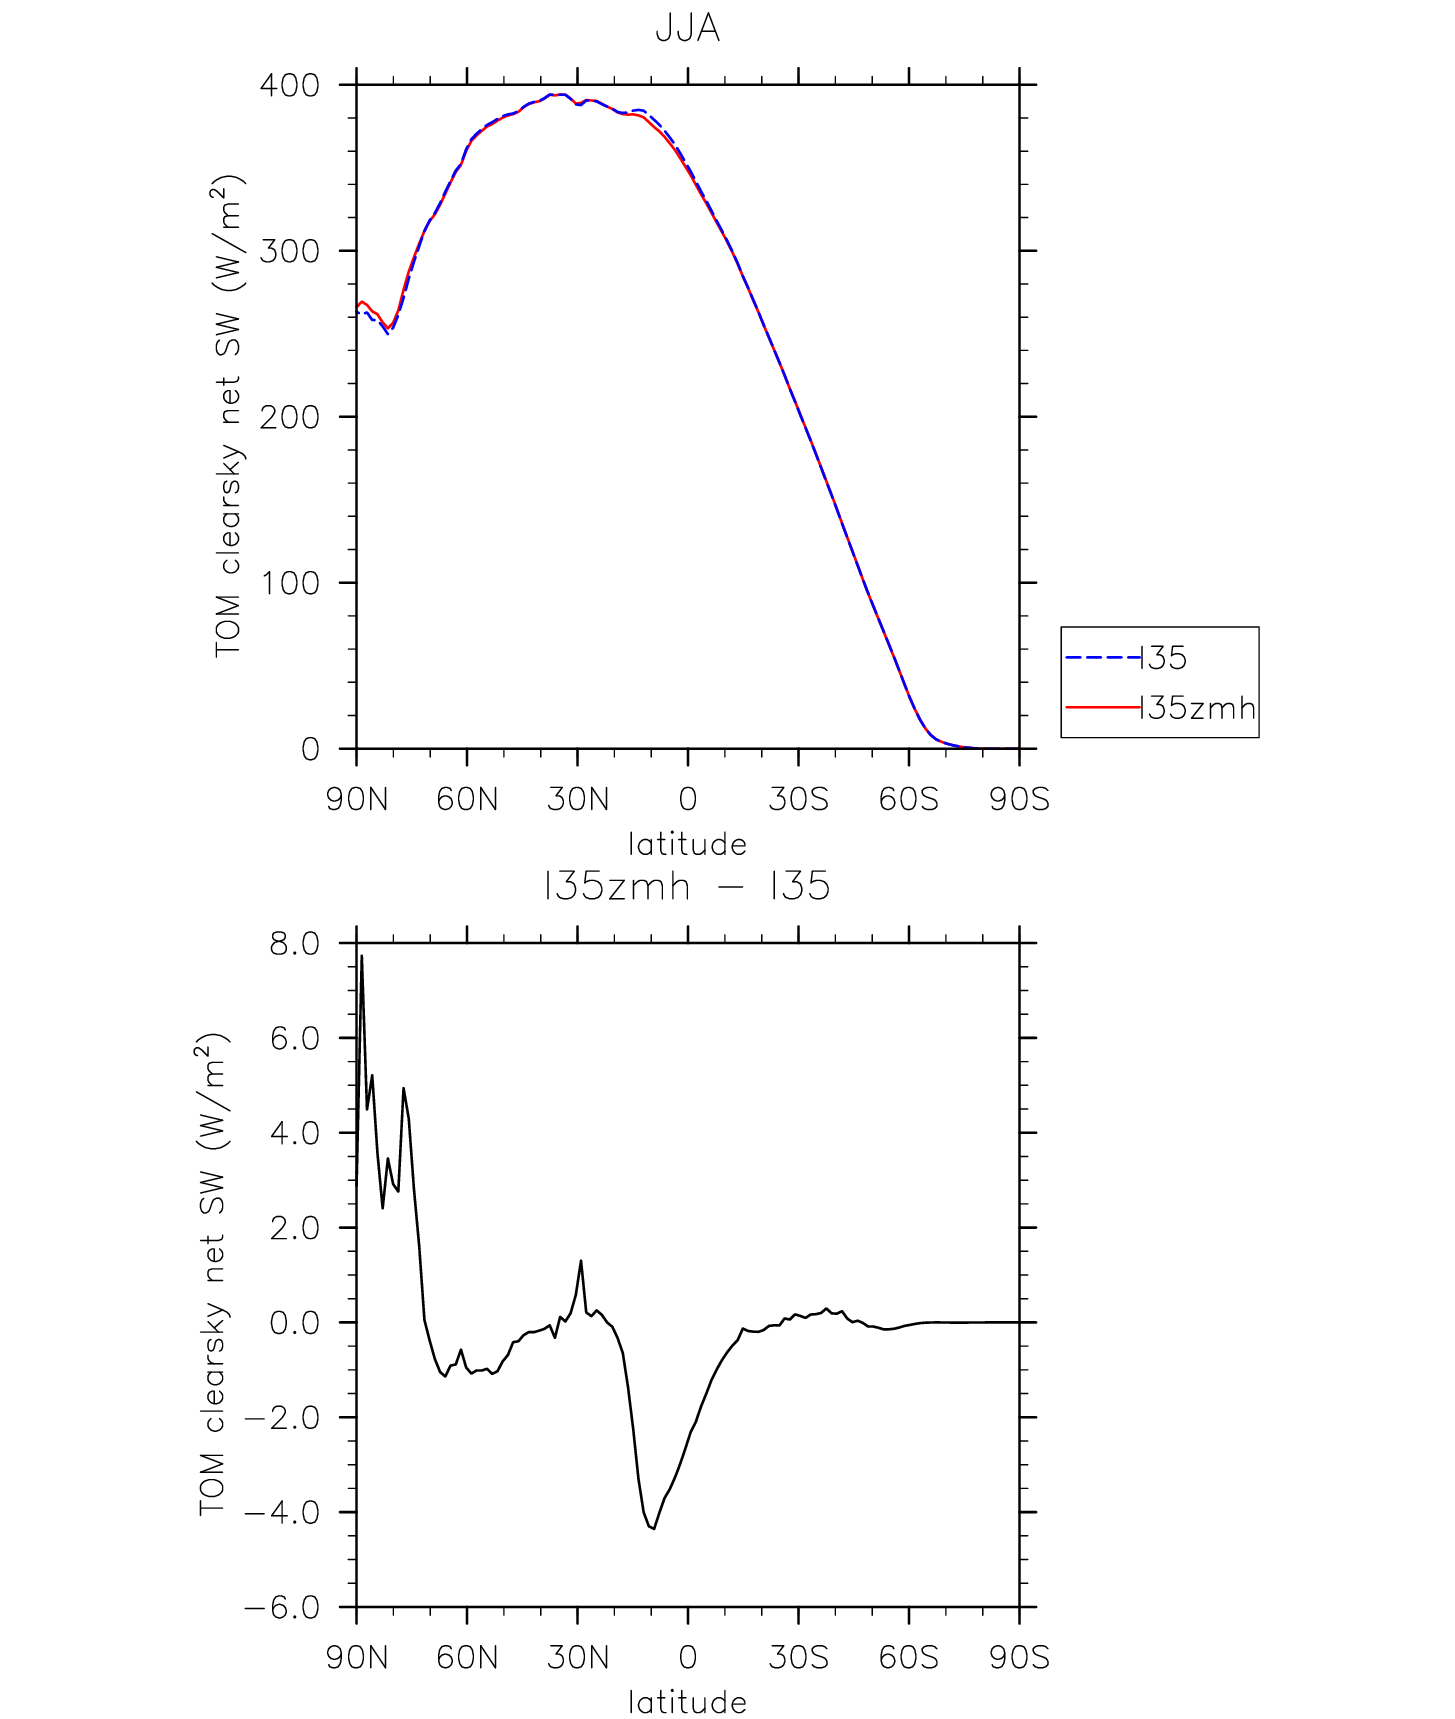 JJA
TOM clearsky net SW (W/m²)
400
300
200
100
0
90N 60N 30N 0 30S 60S 90S
latitude
I35
I35zmh
I35zmh − I35
TOM clearsky net SW (W/m²)
8.0
6.0
4.0
2.0
0.0
−2.0
−4.0
−6.0
90N 60N 30N 0 30S 60S 90S
latitude